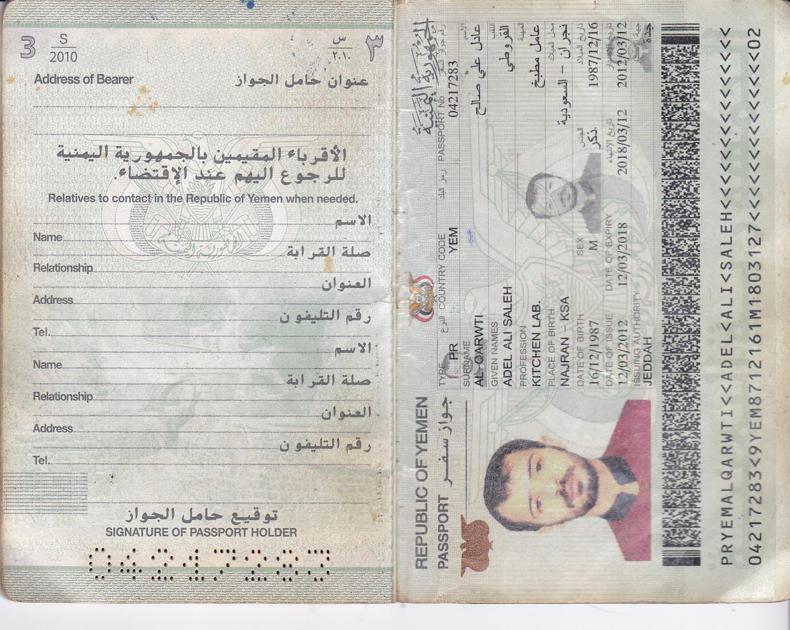 3 S 2010 س ٢٠١٠ ٣
Address of Bearer عنوان حامل الجواز
الأقرباء المقيمين بالجمهورية اليمنية
للرجوع اليهم عند الإقتضاء
Relatives to contact in the Republic of Yemen when needed.
Name الاسم
Relationship صلة القرابة
Address العنوان
Tel. رقم التليفون
Name الاسم
Relationship صلة القرابة
Address العنوان
Tel. رقم التليفون
توقيع حامل الجواز
SIGNATURE OF PASSPORT HOLDER
04217283
REPUBLIC OF YEMEN الجمهورية اليمنية
PASSPORT جواز سفر
TYPE النوع COUNTRY CODE رمز البلد PASSPORT No رقم جواز السفر
PR YEM 04217283
SURNAME الاسم
AL-QARWTI عادل علي صالح
GIVEN NAMES اللقب
ADEL ALI SALEH القروطي
PROFESSION المهنة
KITCHEN LAB. عامل مطبخ
PLACE OF BIRTH محل الميلاد
NAJRAN - KSA نجران - السعودية
DATE OF BIRTH SEX الجنس تاريخ الميلاد
16/12/1987 M ذكر 1987/12/16
DATE OF ISSUE DATE OF EXPIRY تاريخ الإنتهاء
12/03/2012 12/03/2018 2018/03/12 2012/03/12
ISSUING AUTHORITY جهة
JEDDAH جدة
PRYEMALQARWTI<<ADEL<ALI<SALEH<<<<<<<<<<<<<<<
04217283<9YEM8712161M1803127<<<<<<<<<<<<<<02